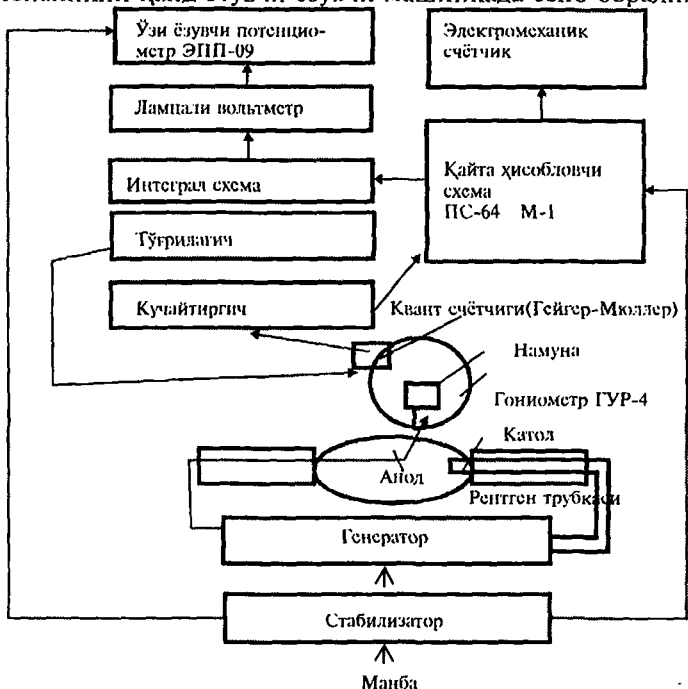 Ўзи ёзувчи потенцио-
метр ЭПП-09
Электромеханик
счётчик
Лампали вольтметр
Интеграл схема
Қайта ҳисобловчи
схема
ПС-64 М-1
Тўғрилагич
Кучайтиргич
Квант счётчиги(Гейгер-Мюллер)
Намуна
Гониометр ГУР-4
Катод
Анод
Рентген трубкаси
Генератор
Стабилизатор
Манба